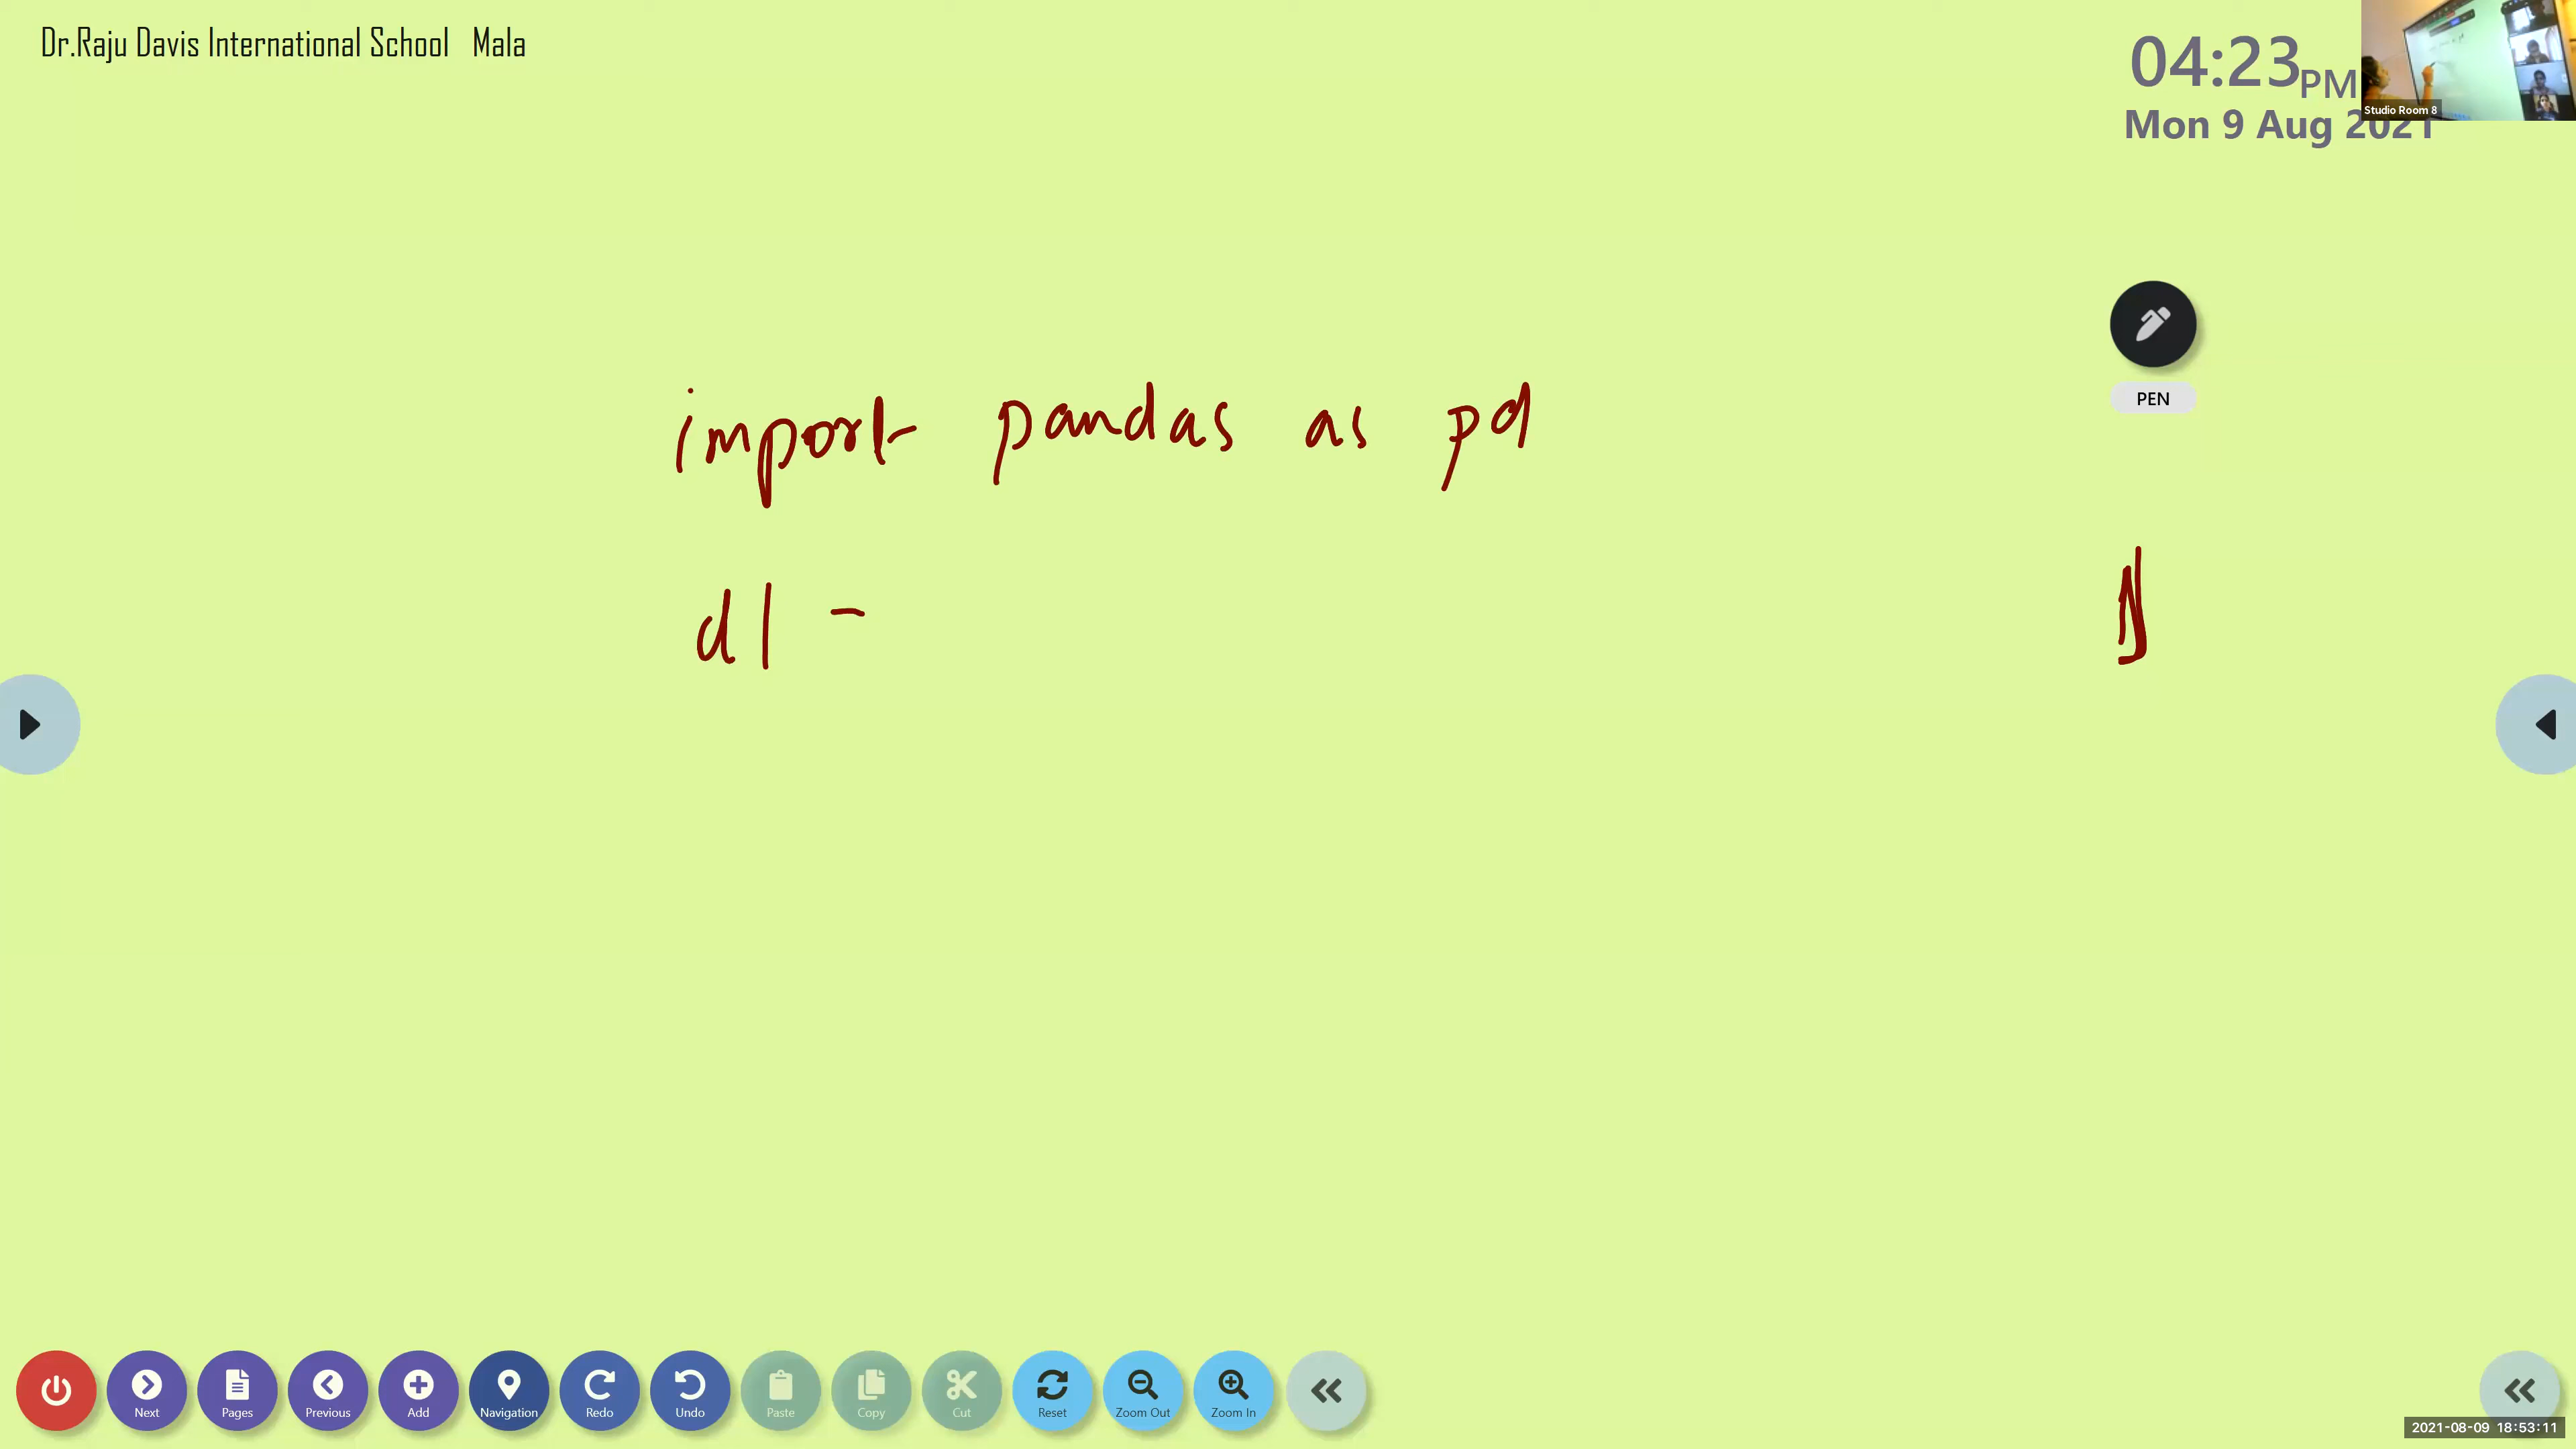 Dr.Raju Davis International School Mala
04:23PM
Mon 9 Aug 2021
Studio Room 8
PEN
import pandas as pd
d1 -
Next
Pages
Previous
Add
Navigation
Redo
Undo
Paste
Copy
Cut
Reset
Zoom Out
Zoom In
2021-08-09 18:53:11